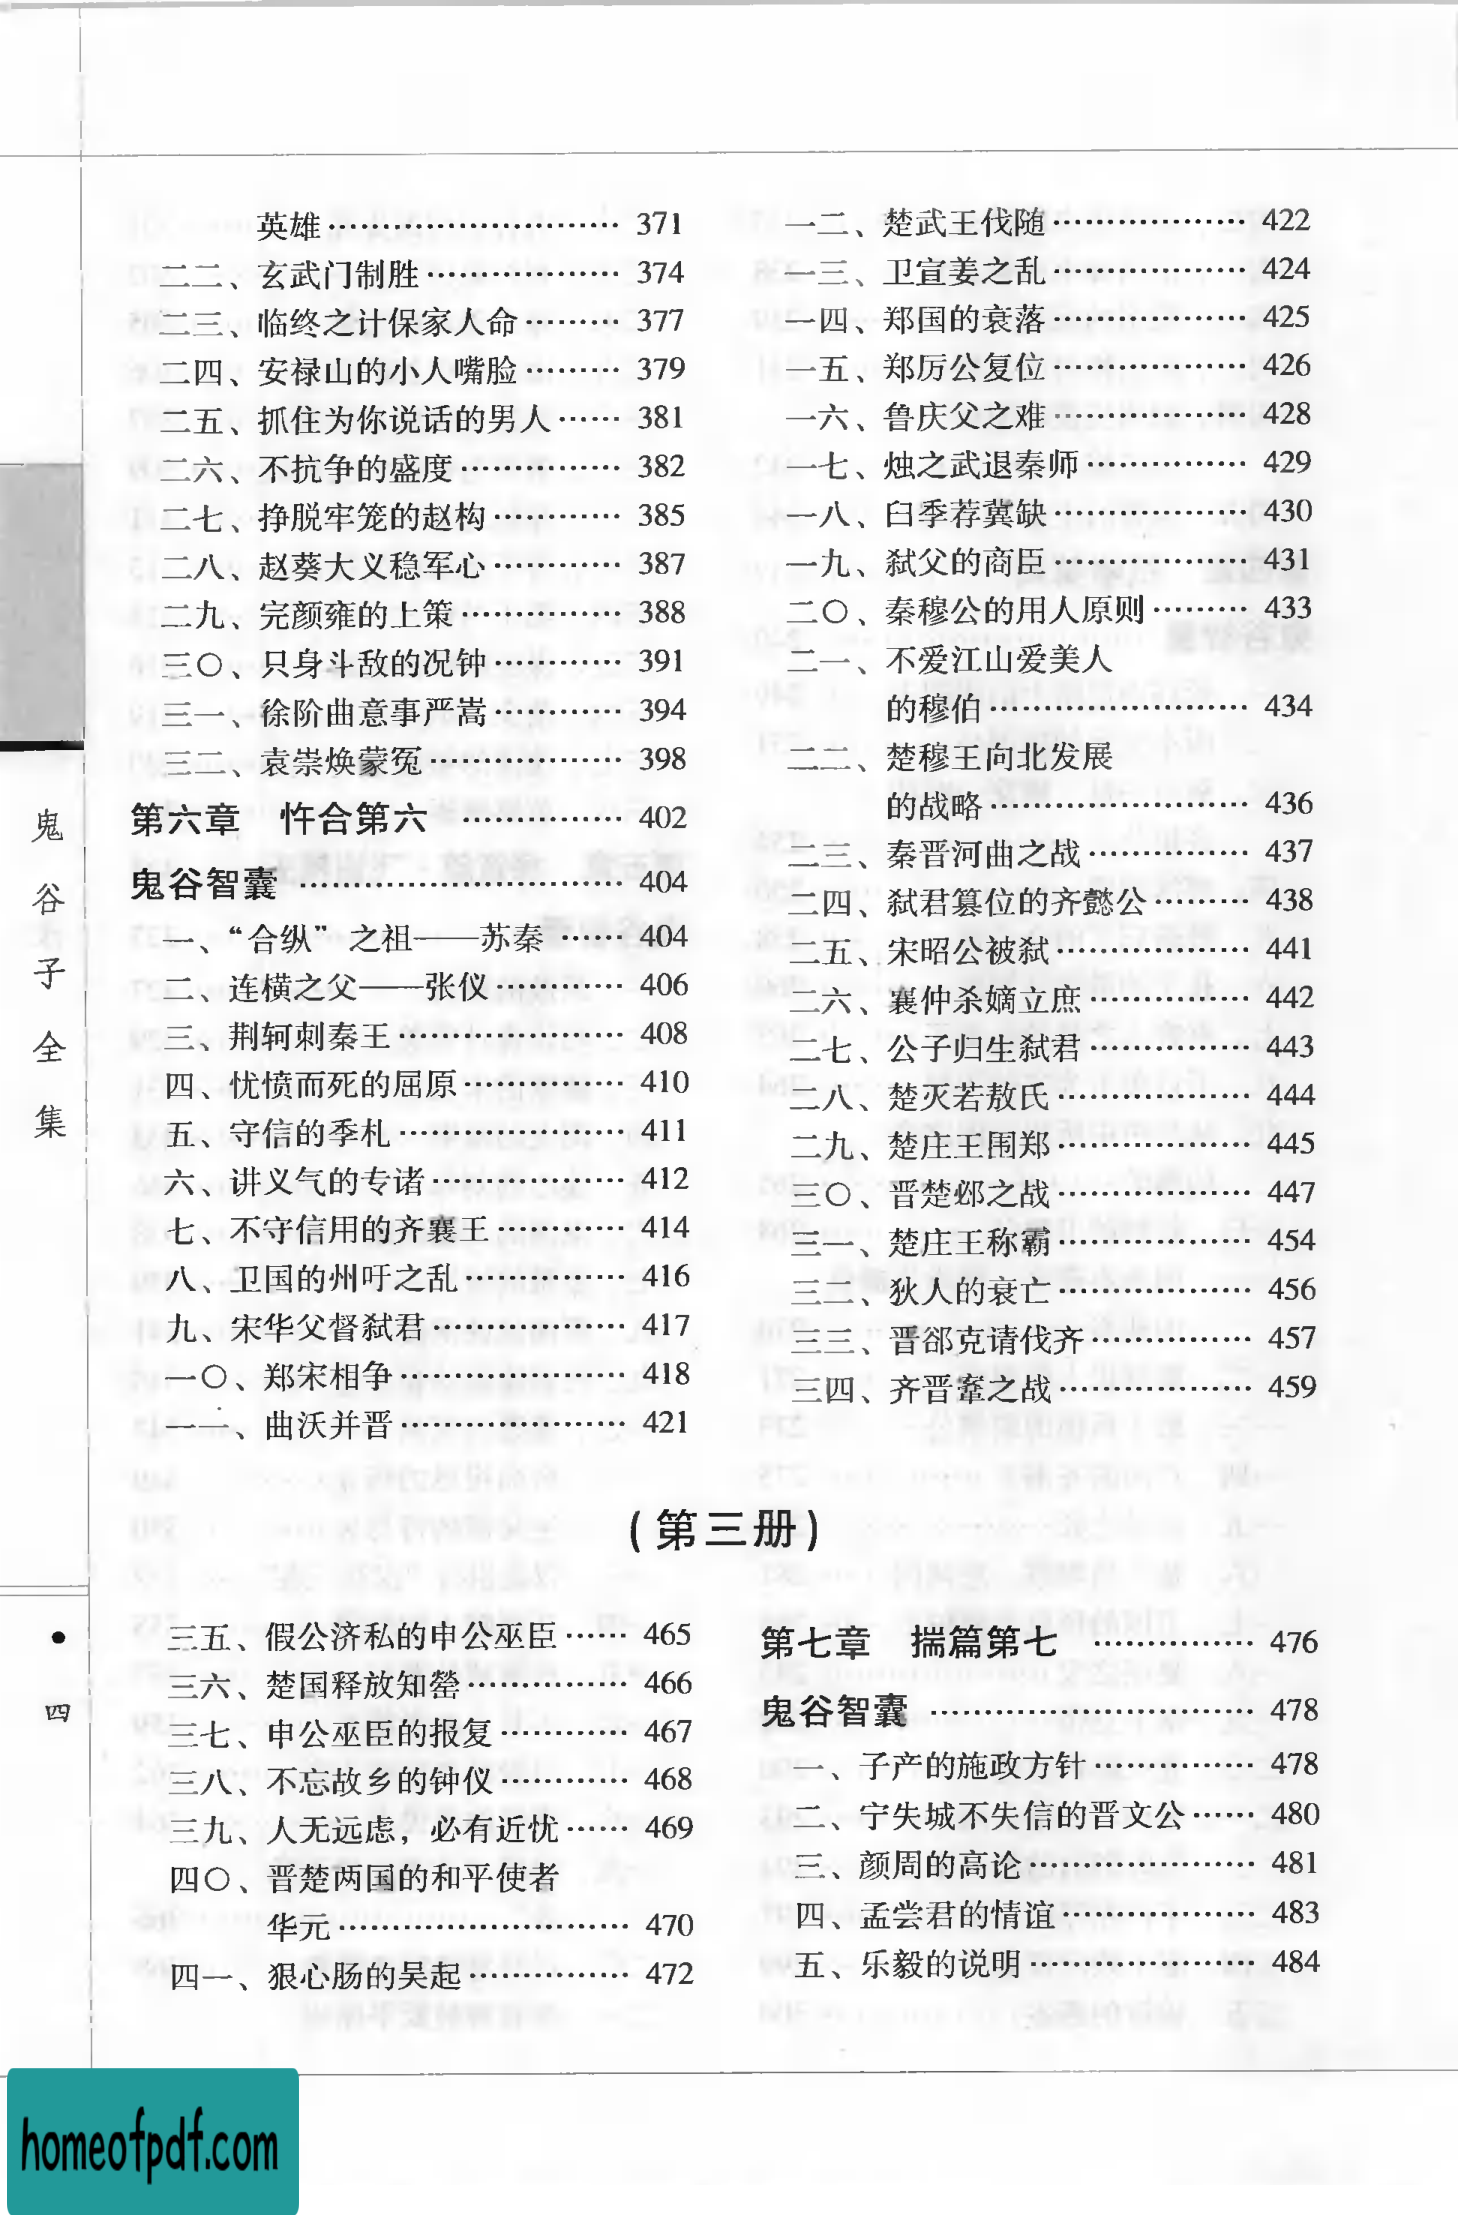 英雄………………………… 371
二二、玄武门制胜……………… 374
二三、临终之计保家人命……… 377
二四、安禄山的小人嘴脸……… 379
二五、抓住为你说话的男人…… 381
二六、不抗争的盛度…………… 382
二七、挣脱牢笼的赵构………… 385
二八、赵葵大义稳军心………… 387
二九、完颜雍的上策…………… 388
三〇、只身斗敌的况钟………… 391
三一、徐阶曲意事严嵩………… 394
三二、袁崇焕蒙冤……………… 398
第六章 忤合第六 …………… 402
鬼谷智囊 ………………………… 404
一、“合纵”之祖——苏秦 …… 404
二、连横之父——张仪………… 406
三、荆轲刺秦王………………… 408
四、忧愤而死的屈原…………… 410
五、守信的季札………………… 411
六、讲义气的专诸……………… 412
七、不守信用的齐襄王………… 414
八、卫国的州吁之乱…………… 416
九、宋华父督弑君……………… 417
一〇、郑宋相争………………… 418
一一、曲沃并晋………………… 421
一二、楚武王伐随……………… 422
一三、卫宣姜之乱……………… 424
一四、郑国的衰落……………… 425
一五、郑厉公复位……………… 426
一六、鲁庆父之难……………… 428
一七、烛之武退秦师…………… 429
一八、臼季荐冀缺……………… 430
一九、弑父的商臣……………… 431
二〇、秦穆公的用人原则……… 433
二一、不爱江山爱美人
的穆伯…………………… 434
二二、楚穆王向北发展
的战略…………………… 436
二三、秦晋河曲之战…………… 437
二四、弑君篡位的齐懿公……… 438
二五、宋昭公被弑……………… 441
二六、襄仲杀嫡立庶…………… 442
二七、公子归生弑君…………… 443
二八、楚灭若敖氏……………… 444
二九、楚庄王围郑……………… 445
三〇、晋楚邲之战……………… 447
三一、楚庄王称霸……………… 454
三二、狄人的衰亡……………… 456
三三、晋郤克请伐齐…………… 457
三四、齐晋鞌之战……………… 459
鬼谷子全集
(第三册)
三五、假公济私的申公巫臣…… 465
三六、楚国释放知罃…………… 466
三七、申公巫臣的报复………… 467
三八、不忘故乡的钟仪………… 468
三九、人无远虑，必有近忧…… 469
四〇、晋楚两国的和平使者
华元……………………… 470
四一、狠心肠的吴起…………… 472
第七章 揣篇第七 …………… 476
鬼谷智囊 ………………………… 478
一、子产的施政方针…………… 478
二、宁失城不失信的晋文公…… 480
三、颜周的高论………………… 481
四、孟尝君的情谊……………… 483
五、乐毅的说明………………… 484
• 四
homeofpdf.com